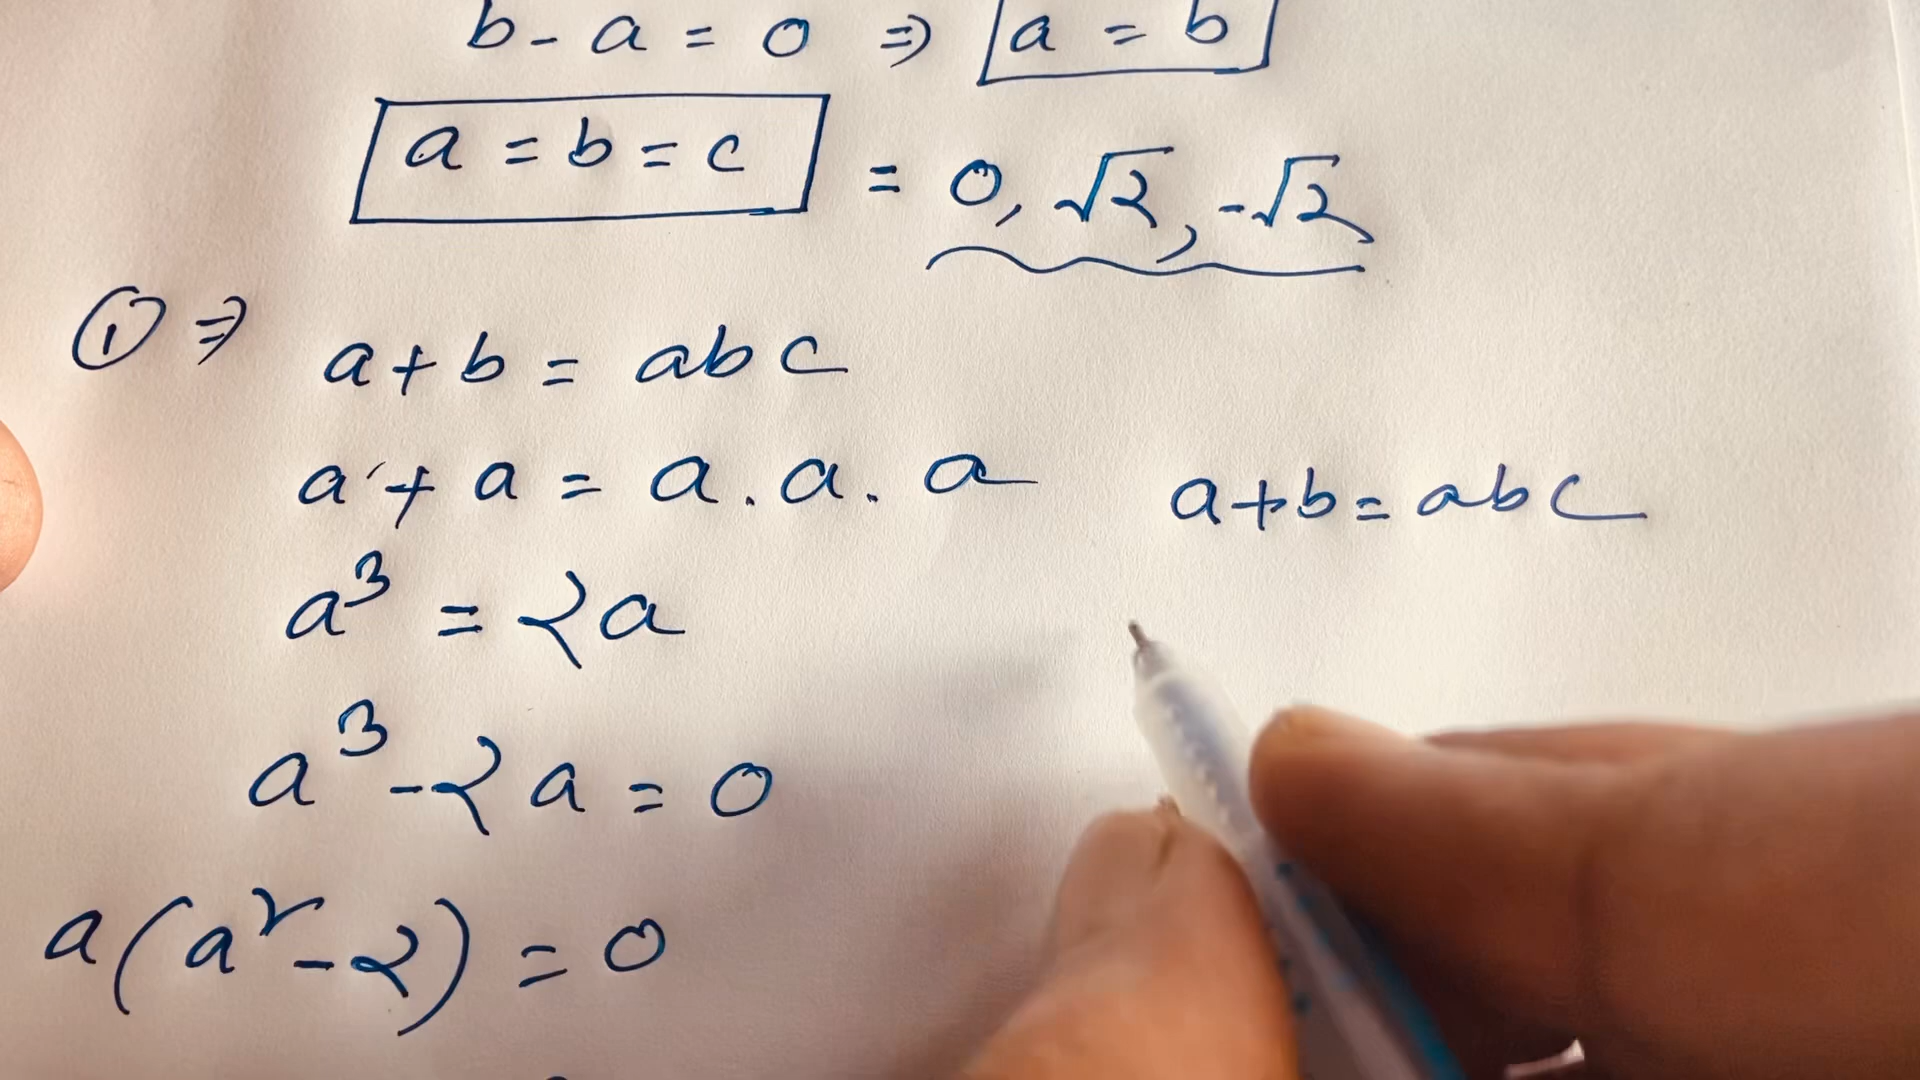 b - a = 0 ⇒ a = b
a = b = c = 0, √2, -√2
① ⇒ a + b = abc
a + a = a . a . a
a+b = abc
a³ = 2a
a³ - 2a = 0
a(a² - 2) = 0